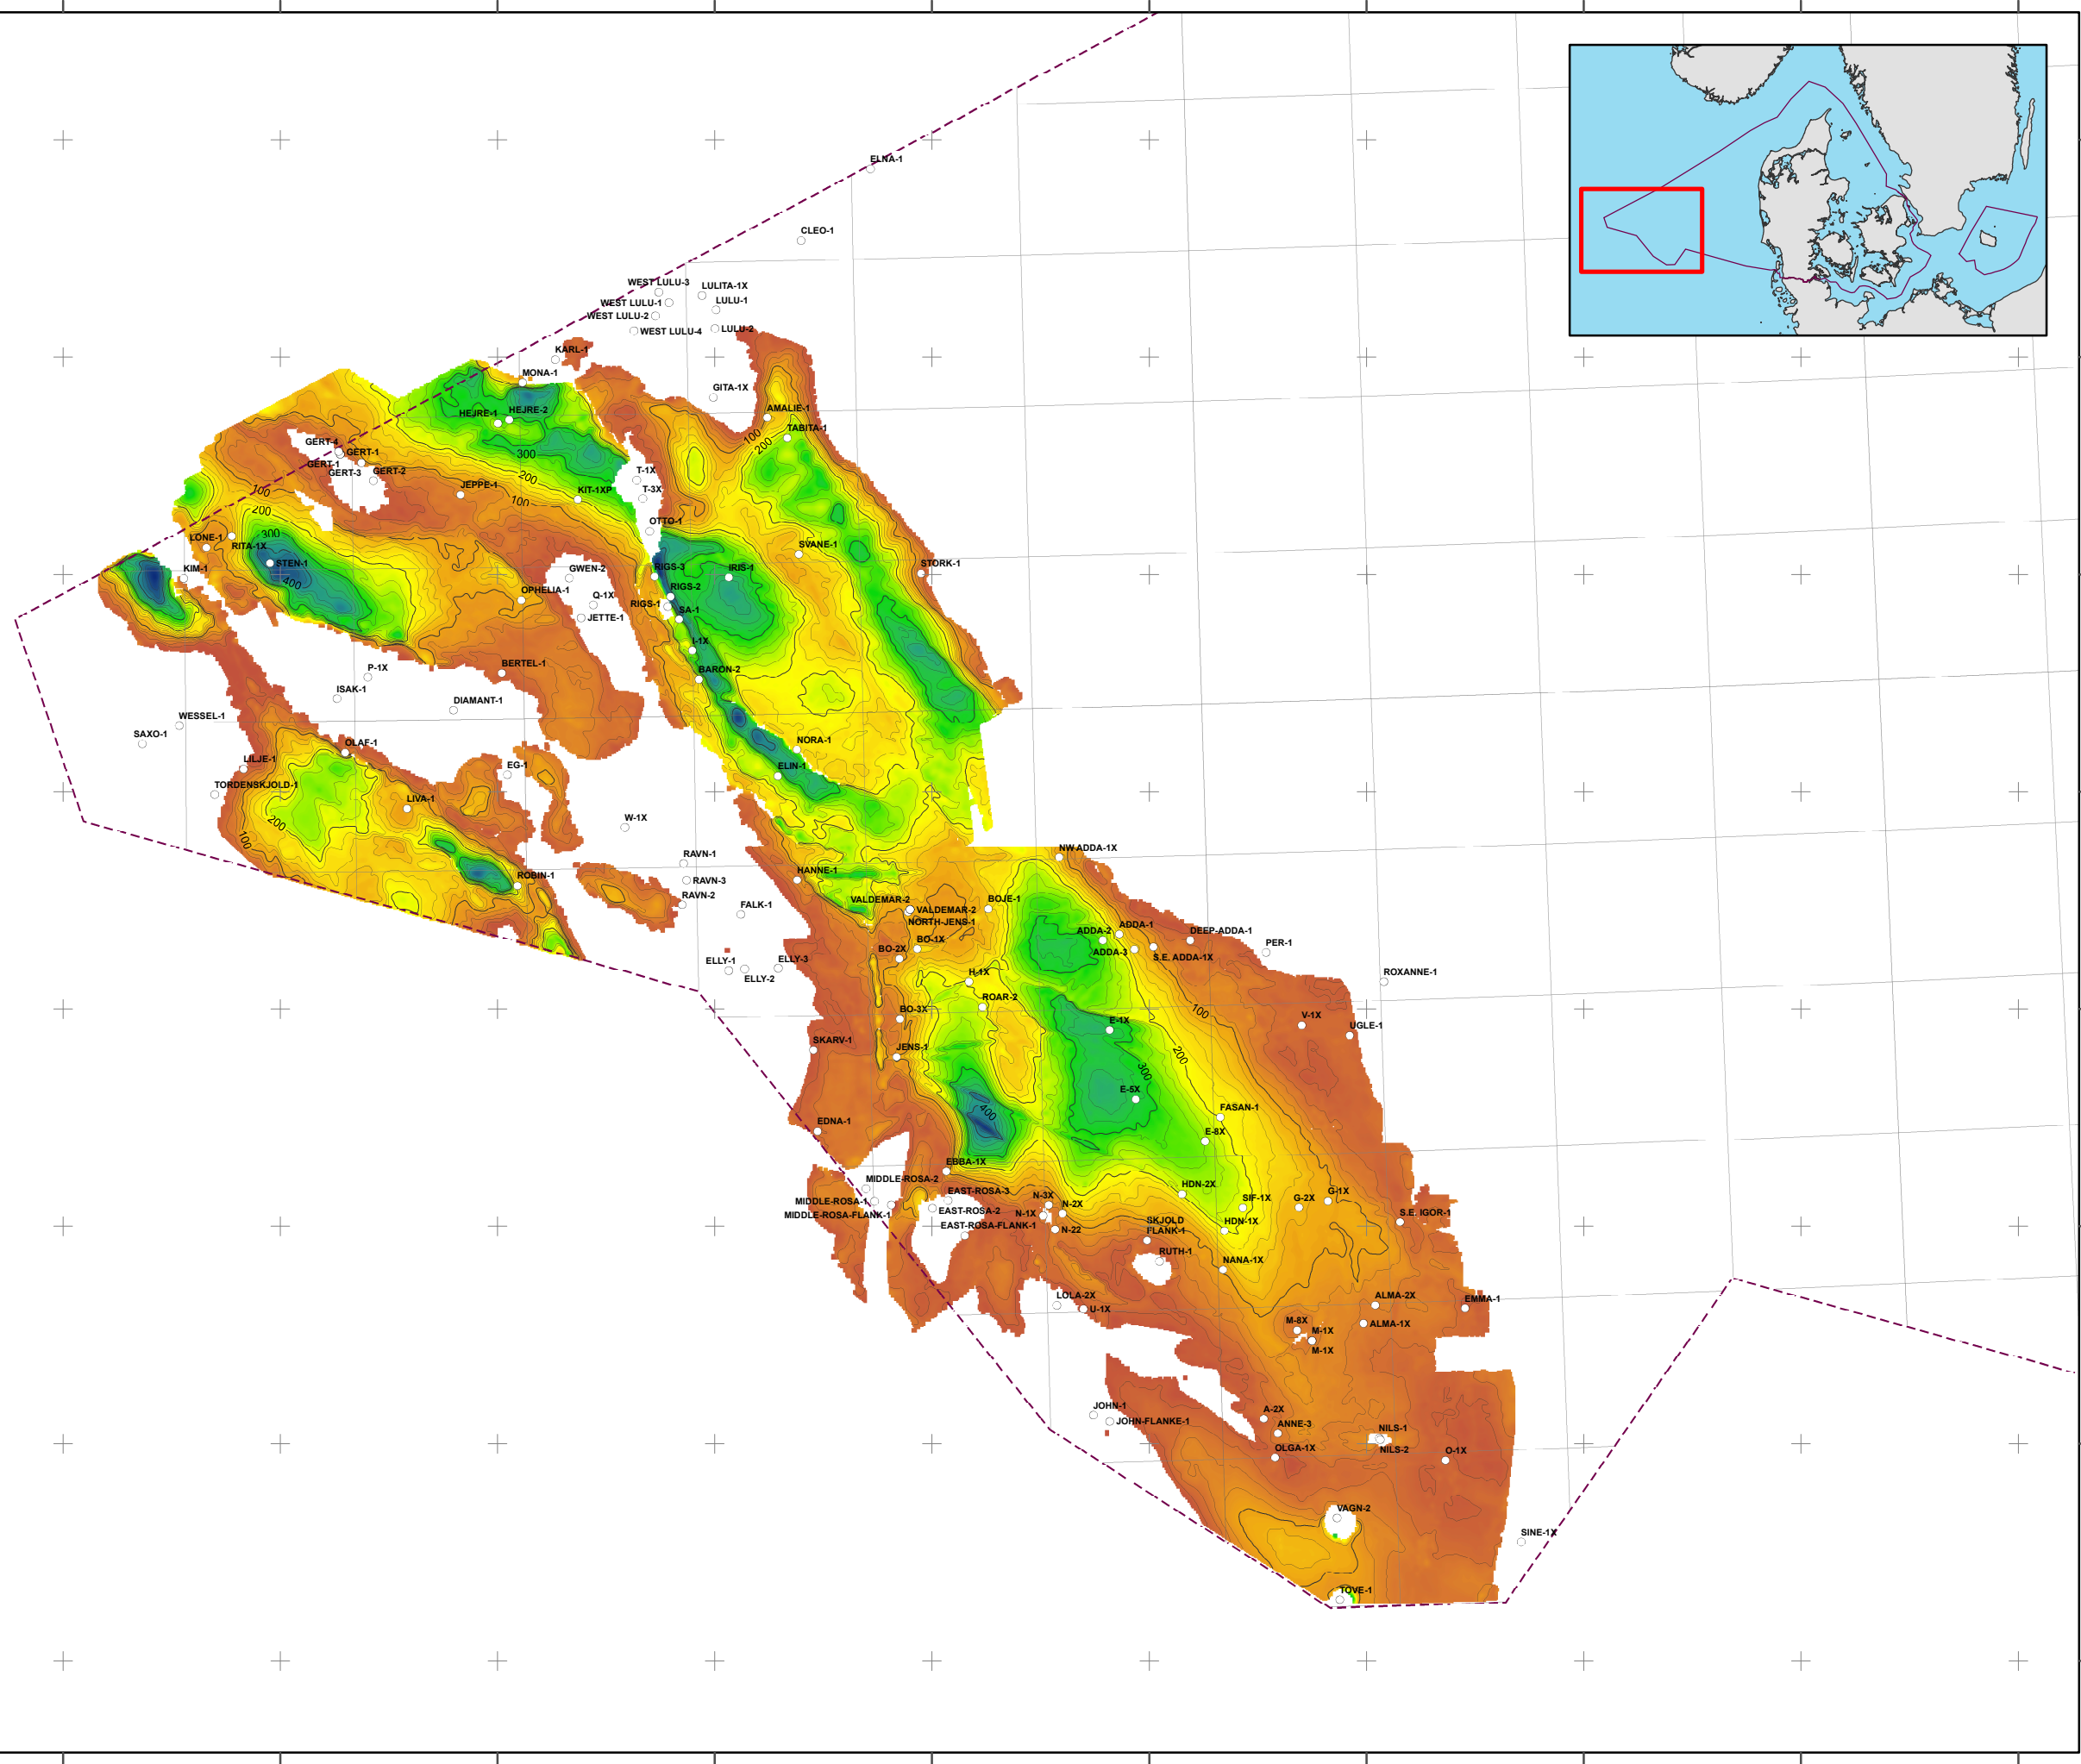 ELNA-1
CLEO-1
WEST LULU-3
LULITA-1X
WEST LULU-1
LULU-1
WEST LULU-2
WEST LULU-4
LULU-2
KARL-1
MONA-1
GITA-1X
HEJRE-1
HEJRE-2
AMALIE-1
TABITA-1
100
200
GERT-4
GERT-1
300
GERT-1
GERT-3
GERT-2
T-1X
200
JEPPE-1
KIT-1XP
T-3X
100
100
200
OTTO-1
300
LONE-1
RITA-1X
SVANE-1
STEN-1
KIM-1
400
GWEN-2
RIGS-3
IRIS-1
STORK-1
OPHELIA-1
Q-1X
RIGS-2
RIGS-1
SA-1
JETTE-1
I-1X
BERTEL-1
P-1X
BARON-2
ISAK-1
DIAMANT-1
WESSEL-1
SAXO-1
OLAF-1
NORA-1
LILJE-1
EG-1
ELIN-1
TORDENSKJOLD-1
LIVA-1
200
W-1X
100
RAVN-1
NW ADDA-1X
ROBIN-1
RAVN-3
HANNE-1
RAVN-2
VALDEMAR-2
BOJE-1
FALK-1
VALDEMAR-2
NORTH-JENS-1
ADDA-1
ADDA-2
DEEP-ADDA-1
BO-1X
BO-2X
ADDA-3
S.E. ADDA-1X
PER-1
ELLY-1
ELLY-3
ELLY-2
H-1X
ROXANNE-1
ROAR-2
BO-3X
100
E-1X
V-1X
UGLE-1
SKARV-1
JENS-1
200
300
E-5X
400
FASAN-1
EDNA-1
E-8X
EBBA-1X
MIDDLE-ROSA-2
HDN-2X
EAST-ROSA-3
N-3X
G-1X
MIDDLE-ROSA-1
N-2X
SIF-1X
G-2X
EAST-ROSA-2
N-1X
MIDDLE-ROSA-FLANK-1
S.E. IGOR-1
EAST-ROSA-FLANK-1
N-22
SKJOLD
FLANK-1
HDN-1X
RUTH-1
NANA-1X
LOLA-2X
U-1X
ALMA-2X
EMMA-1
M-8X
M-1X
ALMA-1X
M-1X
JOHN-1
JOHN-FLANKE-1
A-2X
ANNE-3
NILS-1
OLGA-1X
NILS-2
O-1X
VAGN-2
SINE-1X
TOVE-1